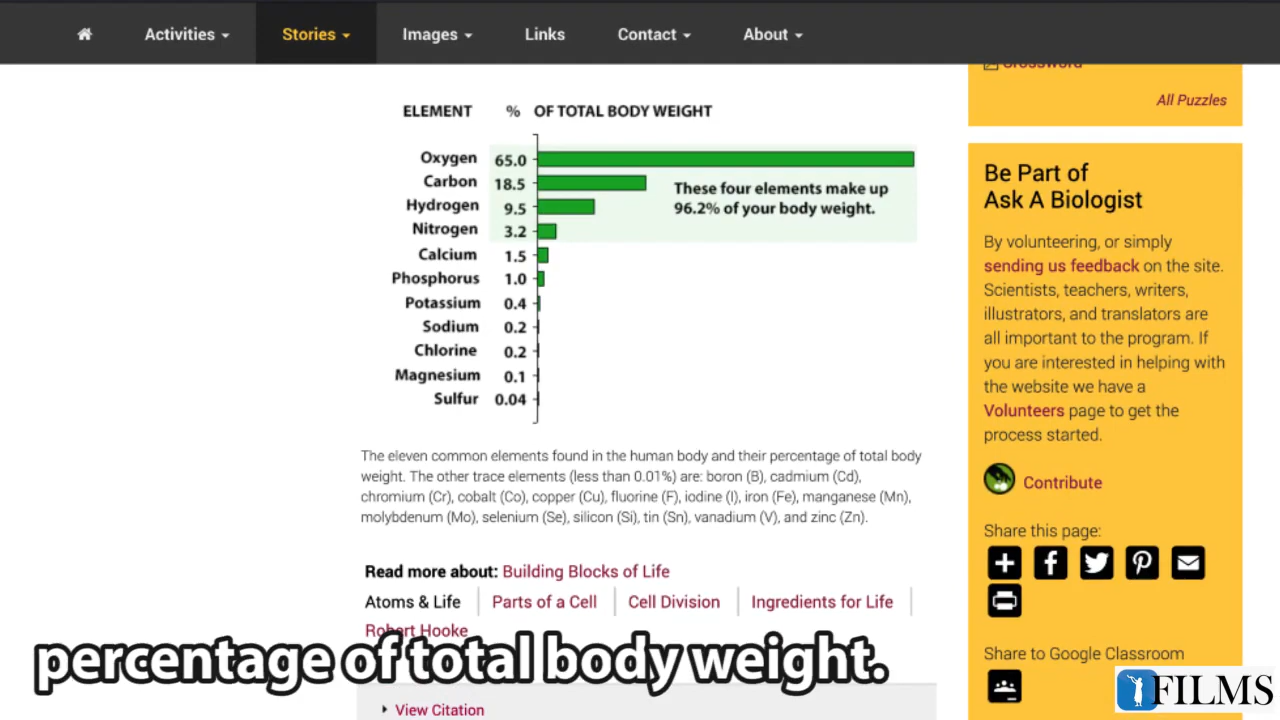 Activities
Stories
Images
Links
Contact
About
Crossword
All Puzzles
ELEMENT % OF TOTAL BODY WEIGHT
Oxygen 65.0
Carbon 18.5
Hydrogen 9.5
Nitrogen 3.2
Calcium 1.5
Phosphorus 1.0
Potassium 0.4
Sodium 0.2
Chlorine 0.2
Magnesium 0.1
Sulfur 0.04
These four elements make up
96.2% of your body weight.
The eleven common elements found in the human body and their percentage of total body
weight. The other trace elements (less than 0.01%) are: boron (B), cadmium (Cd),
chromium (Cr), cobalt (Co), copper (Cu), fluorine (F), iodine (I), iron (Fe), manganese (Mn),
molybdenum (Mo), selenium (Se), silicon (Si), tin (Sn), vanadium (V), and zinc (Zn).
Read more about: Building Blocks of Life
Atoms & Life | Parts of a Cell | Cell Division | Ingredients for Life |
Robert Hooke
percentage of total body weight.
View Citation
Be Part of
Ask A Biologist
By volunteering, or simply
sending us feedback on the site.
Scientists, teachers, writers,
illustrators, and translators are
all important to the program. If
you are interested in helping with
the website we have a
Volunteers page to get the
process started.
Contribute
Share this page:
Share to Google Classroom
FILMS